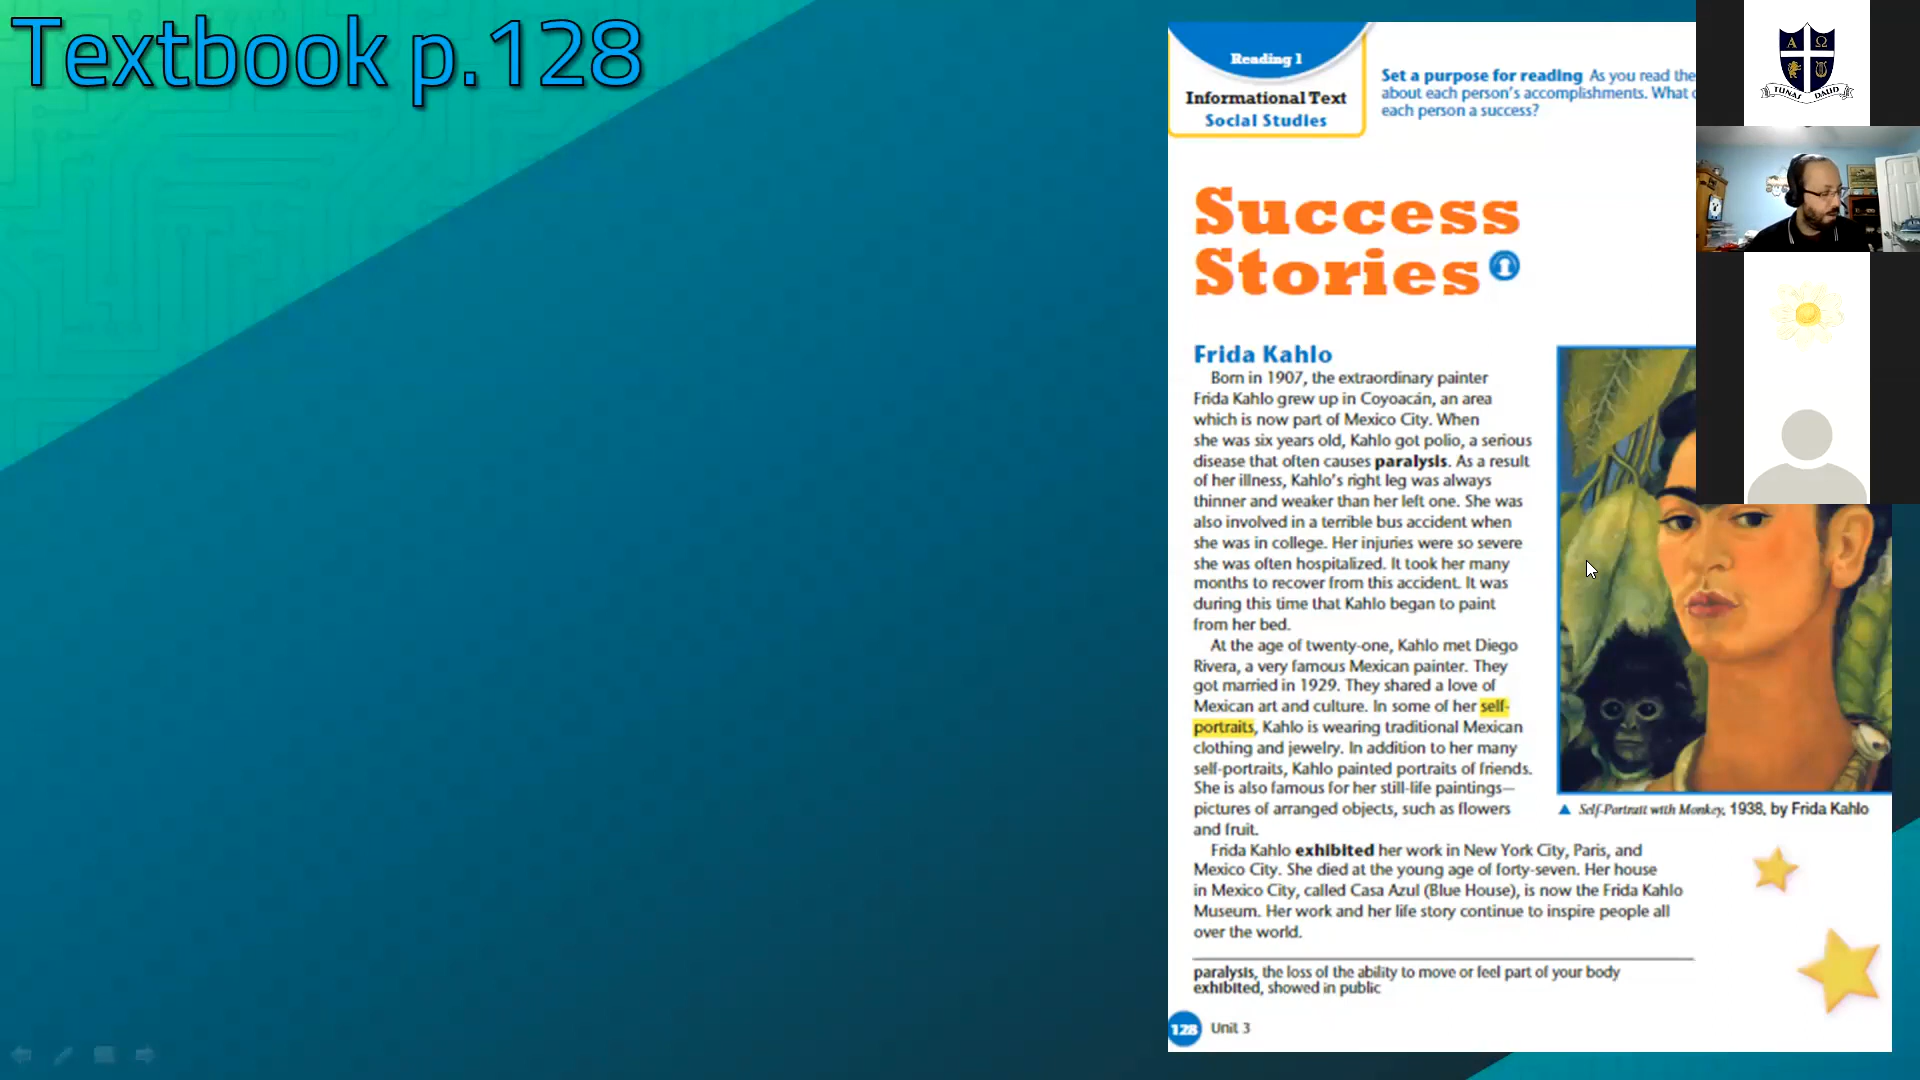 Textbook p.128
Reading 1
Informational Text
Social Studies
Set a purpose for reading As you read the
about each person's accomplishments. What
each person a success?
Success
Stories
Frida Kahlo
Born in 1907, the extraordinary painter
Frida Kahlo grew up in Coyoacán, an area
which is now part of Mexico City. When
she was six years old, Kahlo got polio, a serious
disease that often causes paralysis. As a result
of her illness, Kahlo's right leg was always
thinner and weaker than her left one. She was
also involved in a terrible bus accident when
she was in college. Her injuries were so severe
she was often hospitalized. It took her many
months to recover from this accident. It was
during this time that Kahlo began to paint
from her bed.
At the age of twenty-one, Kahlo met Diego
Rivera, a very famous Mexican painter. They
got married in 1929. They shared a love of
Mexican art and culture. In some of her self-
portraits, Kahlo is wearing traditional Mexican
clothing and jewelry. In addition to her many
self-portraits, Kahlo painted portraits of friends.
She is also famous for her still-life paintings—
pictures of arranged objects, such as flowers
and fruit.
Frida Kahlo exhibited her work in New York City, Paris, and
Mexico City. She died at the young age of forty-seven. Her house
in Mexico City, called Casa Azul (Blue House), is now the Frida Kahlo
Museum. Her work and her life story continue to inspire people all
over the world.
▲ Self-Portrait with Monkey, 1938, by Frida Kahlo
paralysis, the loss of the ability to move or feel part of your body
exhibited, showed in public
128 Unit 3
Α Ω
TUNAS DAUD